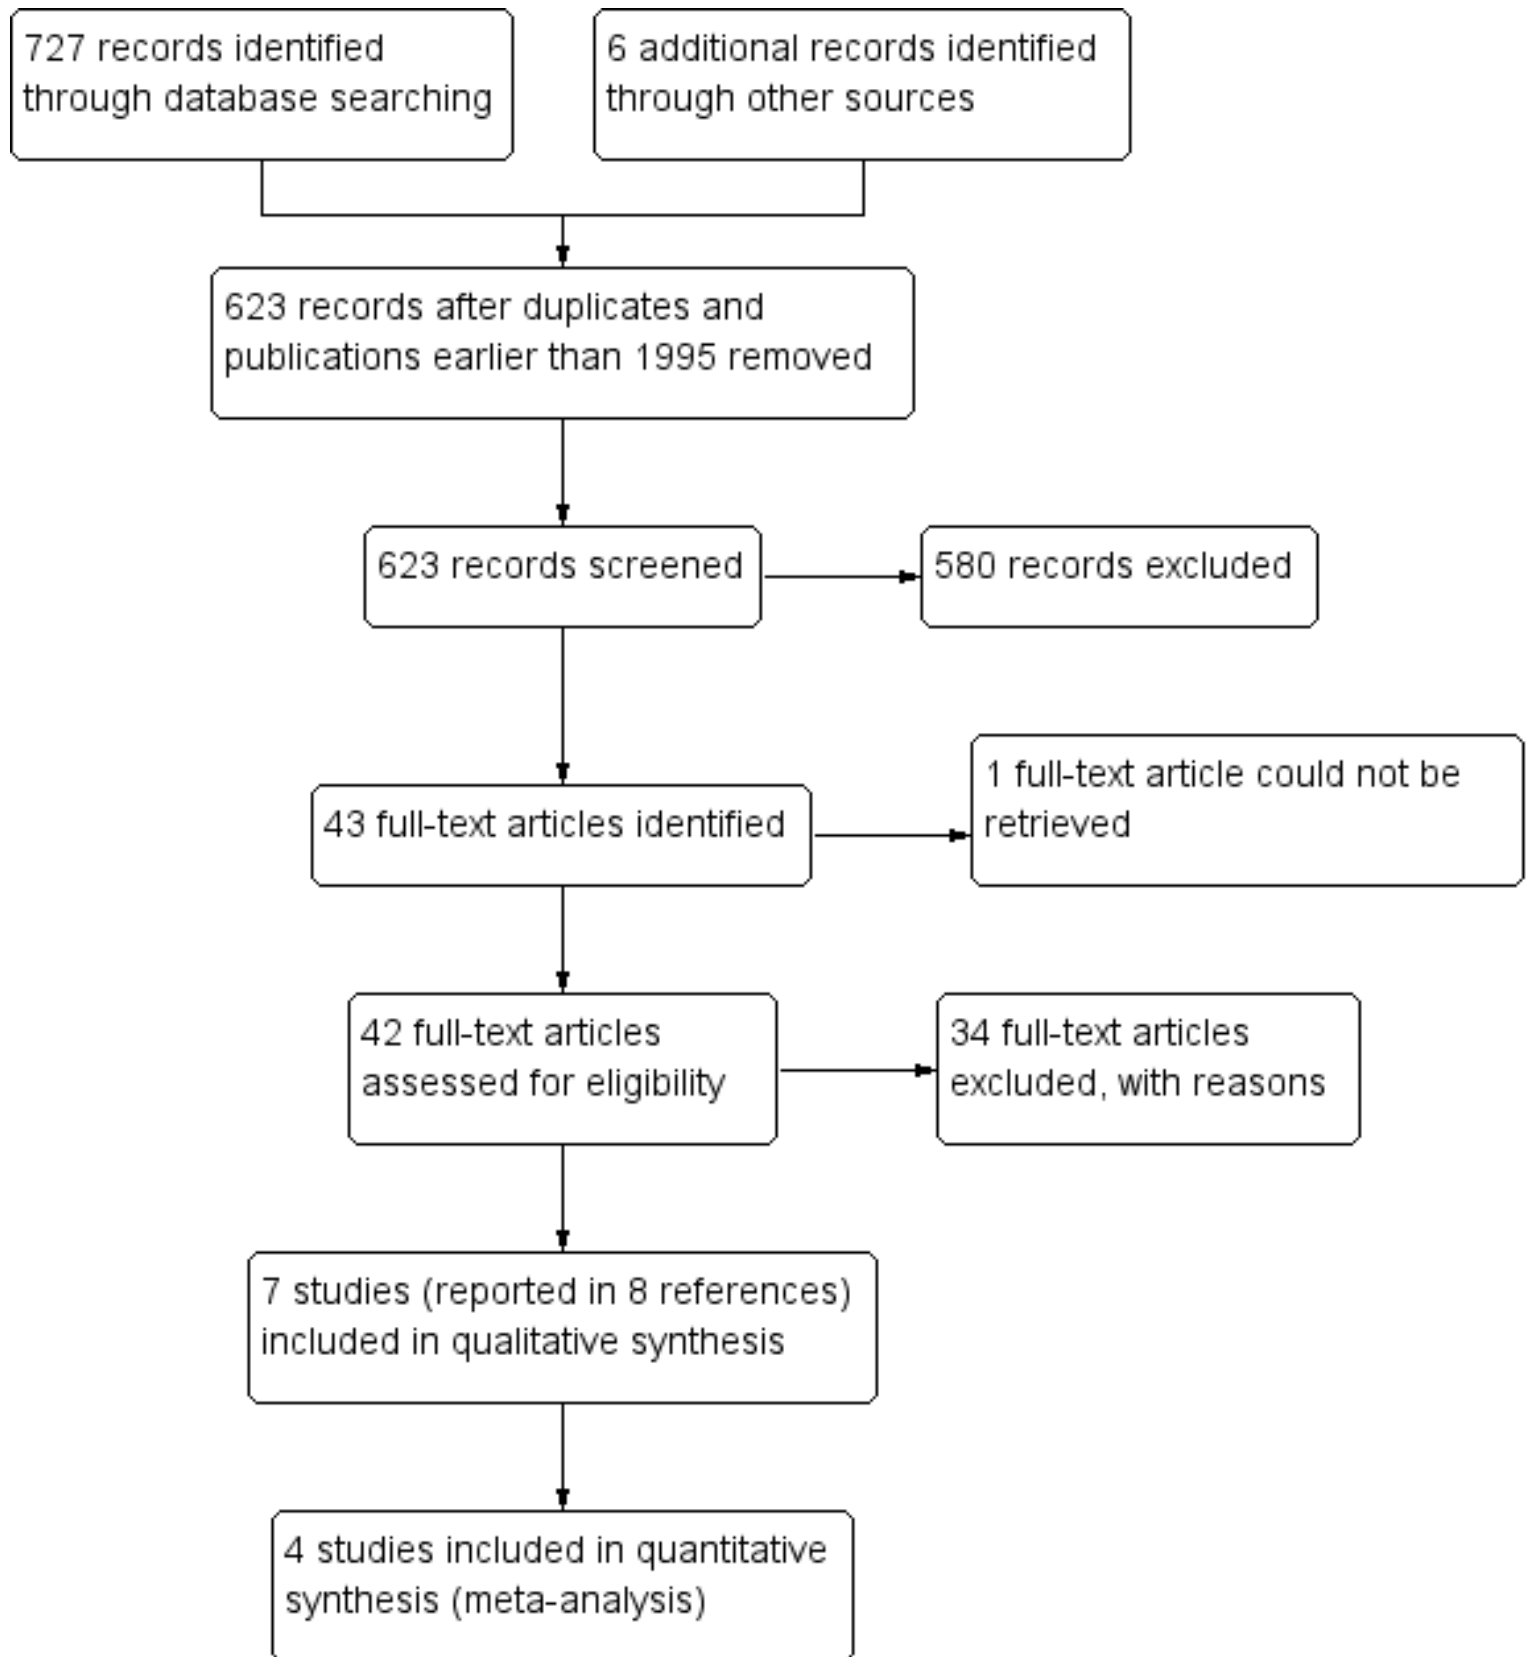 727 records identified
through database searching
6 additional records identified
through other sources
623 records after duplicates and
publications earlier than 1995 removed
623 records screened
580 records excluded
43 full-text articles identified
1 full-text article could not be
retrieved
42 full-text articles
assessed for eligibility
34 full-text articles
excluded, with reasons
7 studies (reported in 8 references)
included in qualitative synthesis
4 studies included in quantitative
synthesis (meta-analysis)